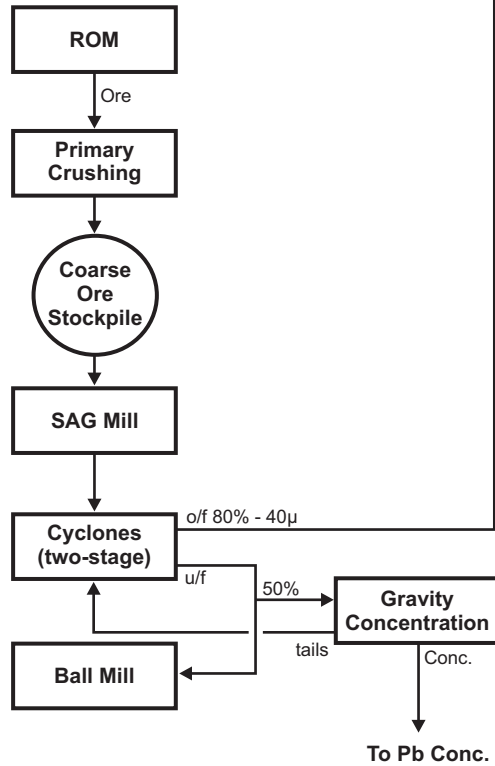 ROM
Ore
Primary
Crushing
Coarse
Ore
Stockpile
SAG Mill
Cyclones
(two-stage)
o/f 80% - 40µ
u/f
50%
Gravity
Concentration
tails
Conc.
Ball Mill
To Pb Conc.